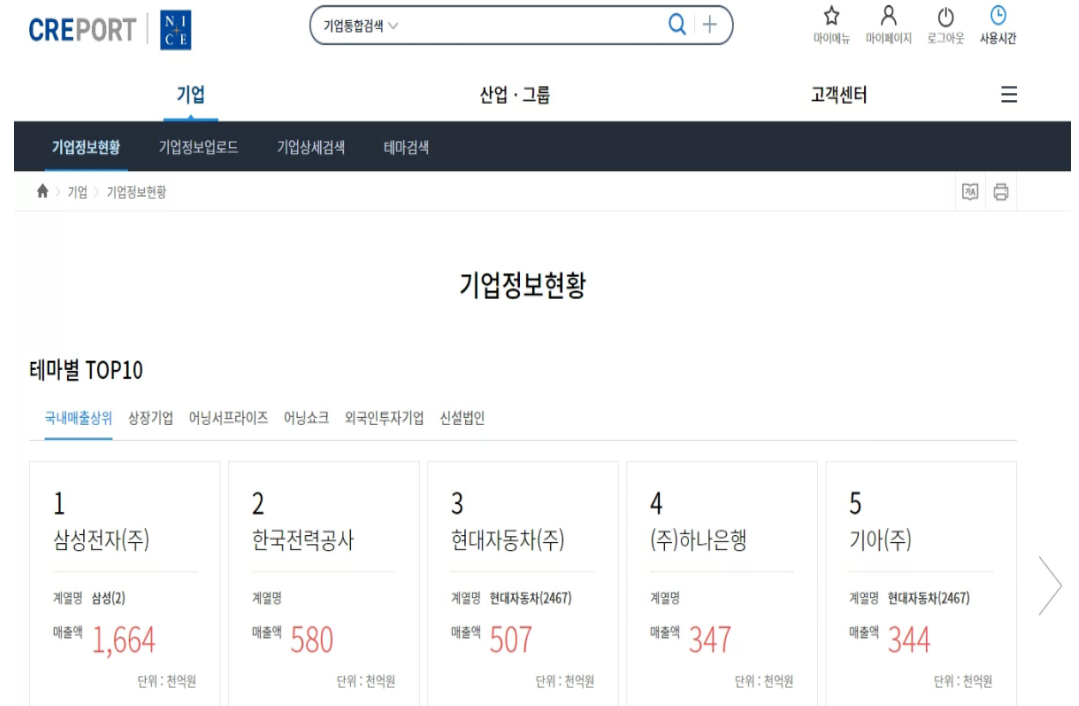 CREPORT NICE 기업통합검색 마이메뉴 마이페이지 로그아웃 사용시간
기업 산업 · 그룹 고객센터
기업정보현황 기업정보업로드 기업상세검색 테마검색
기업 > 기업정보현황 가A
기업정보현황
테마별 TOP10
국내매출상위 상장기업 어닝서프라이즈 어닝쇼크 외국인투자기업 신설법인
1
삼성전자(주)
계열명 삼성(2)
매출액 1,664
단위 : 천억원
2
한국전력공사
계열명
매출액 580
단위 : 천억원
3
현대자동차(주)
계열명 현대자동차(2467)
매출액 507
단위 : 천억원
4
(주)하나은행
계열명
매출액 347
단위 : 천억원
5
기아(주)
계열명 현대자동차(2467)
매출액 344
단위 : 천억원